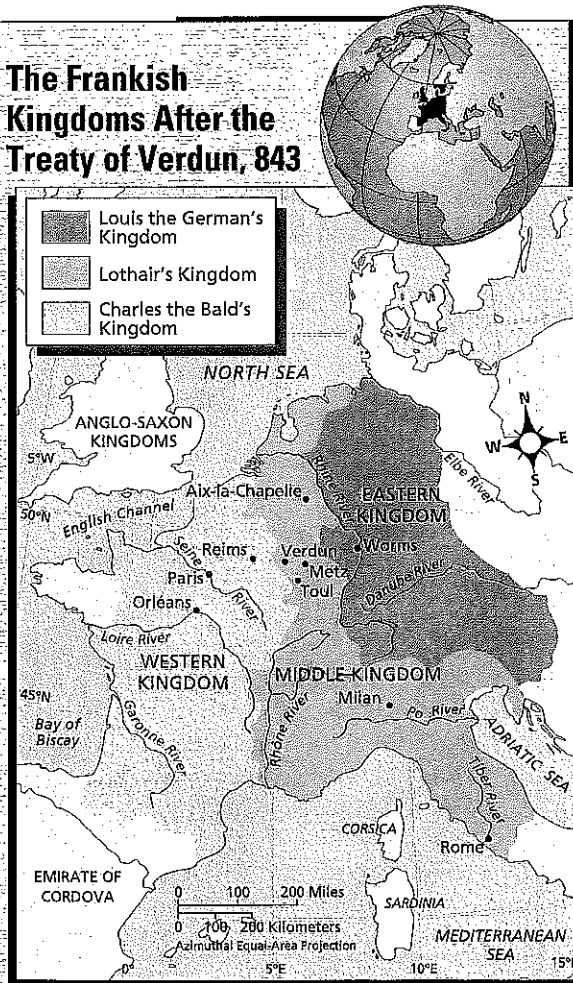 The Frankish
Kingdoms After the
Treaty of Verdun, 843
Louis the German's
Kingdom
Lothair's Kingdom
Charles the Bald's
Kingdom
NORTH SEA
ANGLO-SAXON
KINGDOMS
N
W
E
S
5°W
Elbe River
Rhine River
Aix-la-Chapelle
EASTERN
KINGDOM
50°N
English Channel
Reims
Verdun
Worms
Seine River
Metz
Paris
Toul
Danube River
Orléans
Loire River
WESTERN
KINGDOM
MIDDLE KINGDOM
45°N
Milan
Bay of
Biscay
Garonne River
Rhône River
Po River
ADRIATIC SEA
Tiber River
CORSICA
Rome
EMIRATE OF
CORDOVA
0 100 200 Miles
0 100 200 Kilometers
Azimuthal Equal-Area Projection
SARDINIA
MEDITERRANEAN
SEA
0°
5°E
10°E
15°E